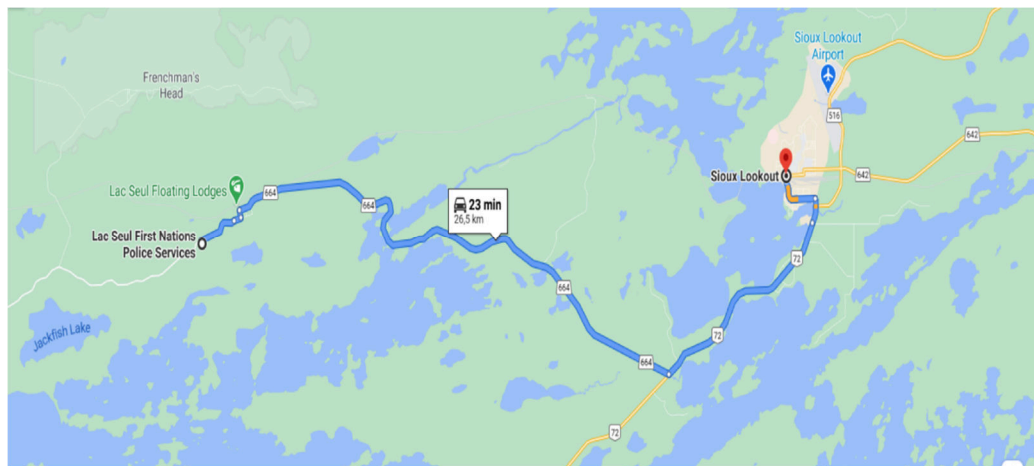 Sioux Lookout
Airport
Frenchman's
Head
516
642
Sioux Lookout
642
Lac Seul Floating Lodges
664
664
23 min
26,5 km
Lac Seul First Nations
Police Services
72
664
Jackfish Lake
72
664
72